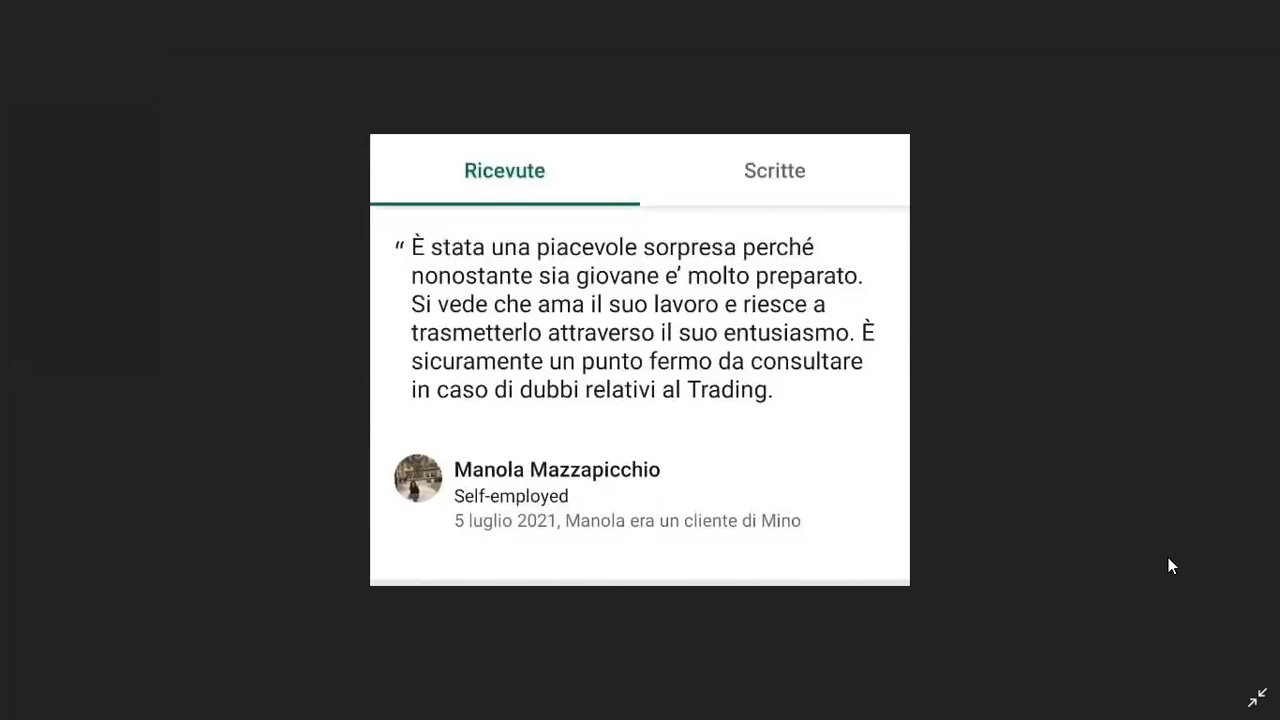 Ricevute
Scritte
“ È stata una piacevole sorpresa perché
nonostante sia giovane e’ molto preparato.
Si vede che ama il suo lavoro e riesce a
trasmetterlo attraverso il suo entusiasmo. È
sicuramente un punto fermo da consultare
in caso di dubbi relativi al Trading.
Manola Mazzapicchio
Self-employed
5 luglio 2021, Manola era un cliente di Mino